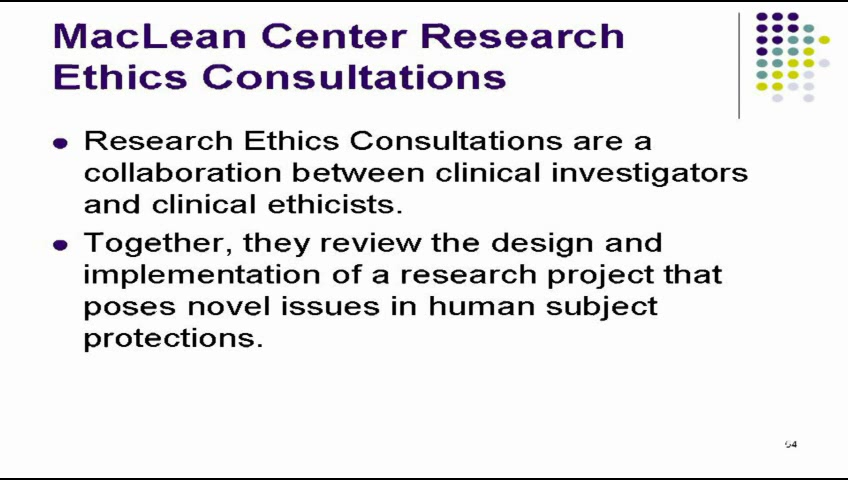 MacLean Center Research
Ethics Consultations
Research Ethics Consultations are a
collaboration between clinical investigators
and clinical ethicists.
Together, they review the design and
implementation of a research project that
poses novel issues in human subject
protections.